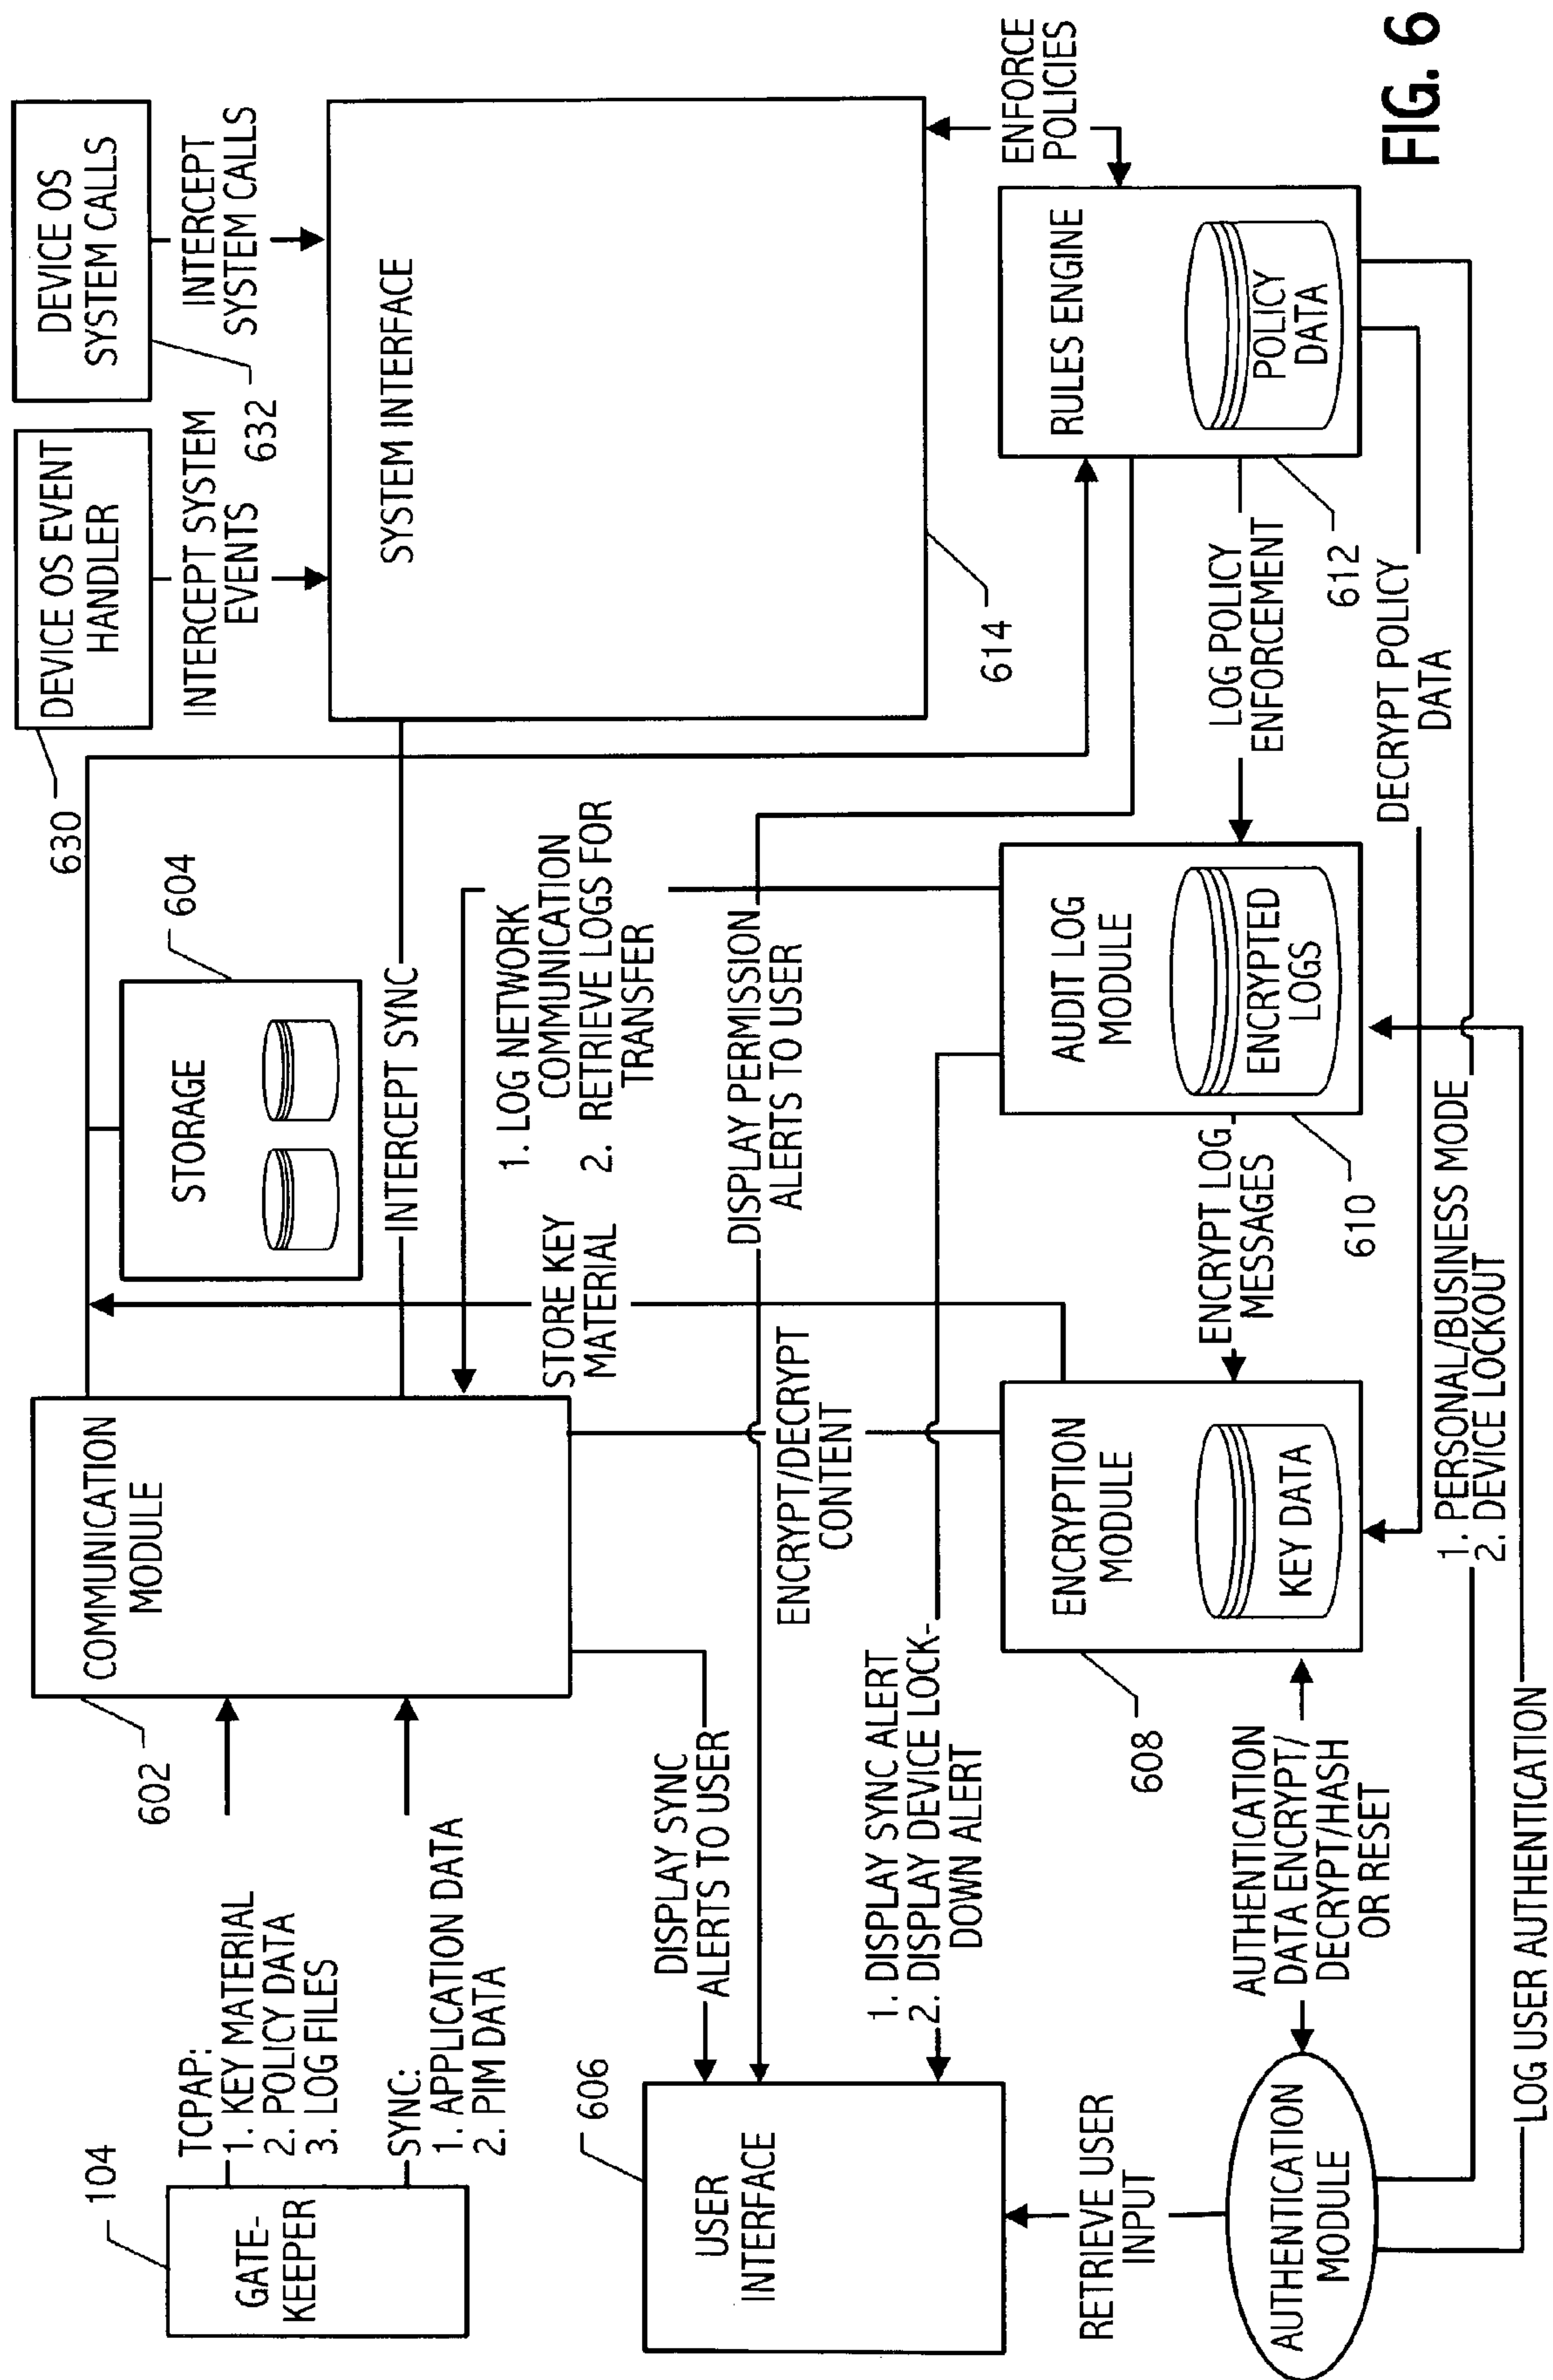 104
GATE-
KEEPER
TCPAP:
1. KEY MATERIAL
2. POLICY DATA
3. LOG FILES
SYNC:
1. APPLICATION DATA
2. PIM DATA
602
COMMUNICATION
MODULE
STORAGE
604
630
DEVICE OS EVENT
HANDLER
INTERCEPT SYSTEM
EVENTS
632
DEVICE OS
SYSTEM CALLS
INTERCEPT
SYSTEM CALLS
SYSTEM INTERFACE
614
INTERCEPT SYNC
1. LOG NETWORK
COMMUNICATION
2. RETRIEVE LOGS FOR
TRANSFER
STORE KEY
MATERIAL
606
USER
INTERFACE
DISPLAY SYNC
ALERTS TO USER
DISPLAY PERMISSION
ALERTS TO USER
ENCRYPT/DECRYPT
CONTENT
1. DISPLAY SYNC ALERT
2. DISPLAY DEVICE LOCK-
DOWN ALERT
608
ENCRYPTION
MODULE
KEY DATA
ENCRYPT LOG
MESSAGES
610
AUDIT LOG
MODULE
ENCRYPTED
LOGS
LOG POLICY
ENFORCEMENT
612
RULES ENGINE
POLICY
DATA
ENFORCE
POLICIES
RETRIEVE USER
INPUT
AUTHENTICATION
MODULE
AUTHENTICATION
DATA ENCRYPT/
DECRYPT/HASH
OR RESET
DECRYPT POLICY
DATA
1. PERSONAL/BUSINESS MODE
2. DEVICE LOCKOUT
LOG USER AUTHENTICATION
FIG. 6